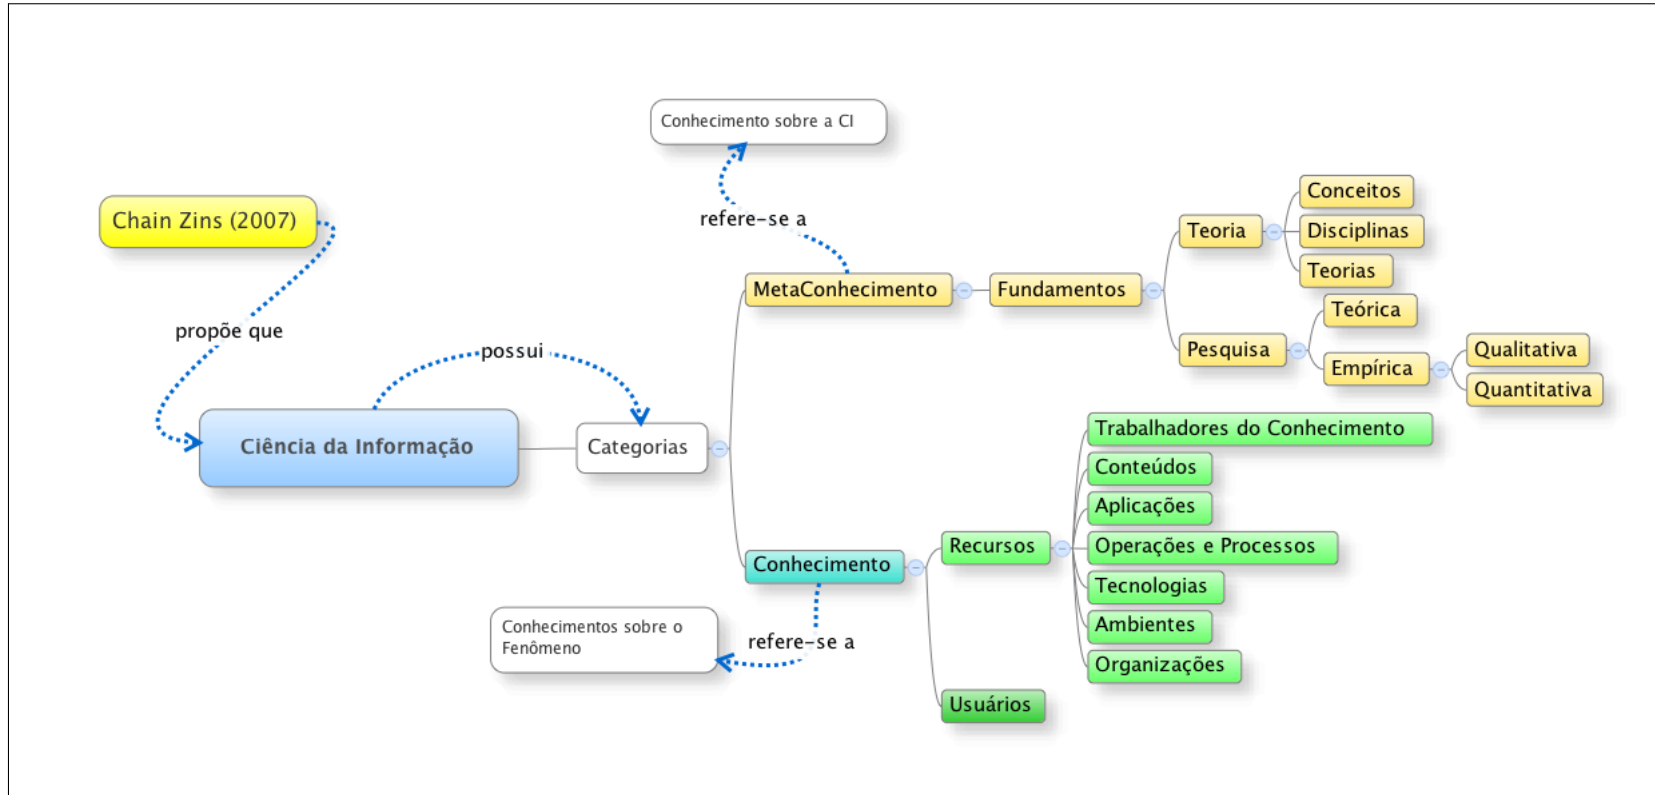 Conhecimento sobre a CI
Chain Zins (2007)
refere-se a
propõe que
possui
Ciência da Informação
Categorias
MetaConhecimento
Fundamentos
Teoria
Conceitos
Disciplinas
Teorias
Pesquisa
Teórica
Empírica
Qualitativa
Quantitativa
Conhecimento
refere-se a
Conhecimentos sobre o
Fenômeno
Recursos
Trabalhadores do Conhecimento
Conteúdos
Aplicações
Operações e Processos
Tecnologias
Ambientes
Organizações
Usuários